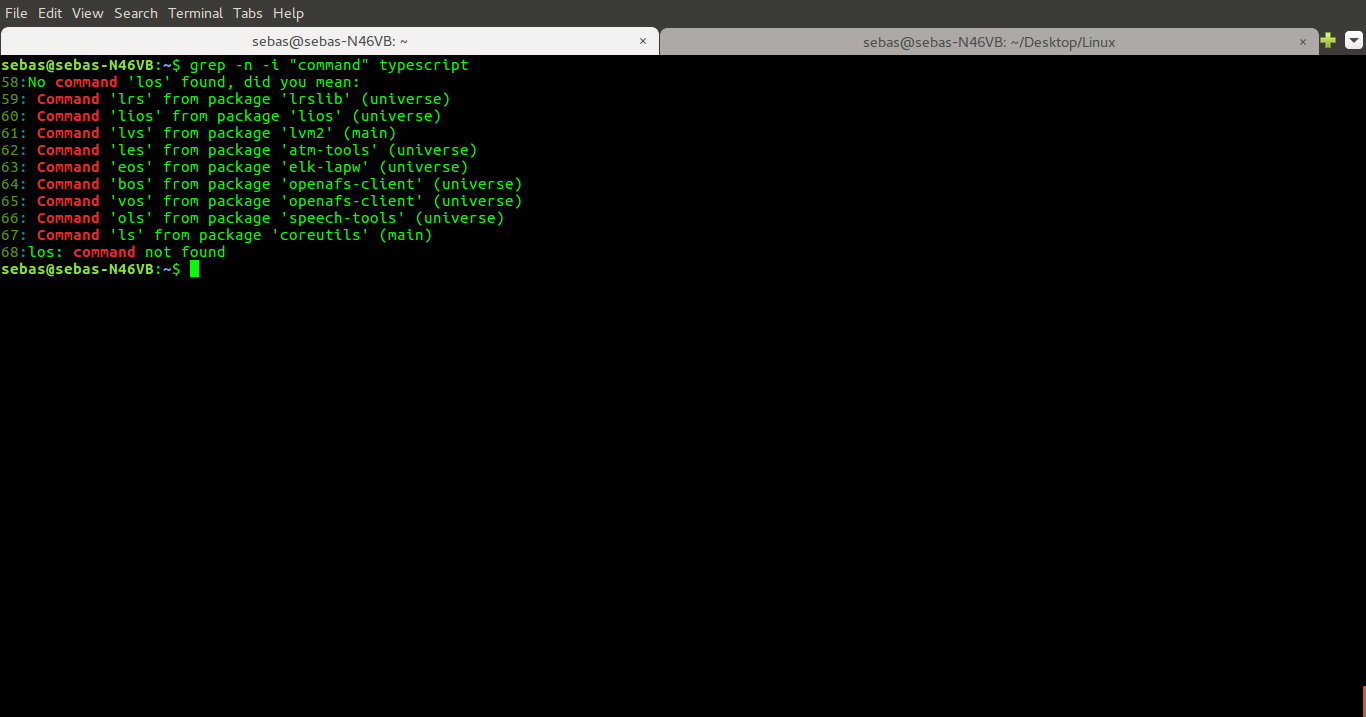 File Edit View Search Terminal Tabs Help
sebas@sebas-N46VB: ~ × sebas@sebas-N46VB: ~/Desktop/Linux ×
sebas@sebas-N46VB:~$ grep -n -i "command" typescript
58:No command 'los' found, did you mean:
59: Command 'lrs' from package 'lrslib' (universe)
60: Command 'lios' from package 'lios' (universe)
61: Command 'lvs' from package 'lvm2' (main)
62: Command 'les' from package 'atm-tools' (universe)
63: Command 'eos' from package 'elk-lapw' (universe)
64: Command 'bos' from package 'openafs-client' (universe)
65: Command 'vos' from package 'openafs-client' (universe)
66: Command 'ols' from package 'speech-tools' (universe)
67: Command 'ls' from package 'coreutils' (main)
68:los: command not found
sebas@sebas-N46VB:~$